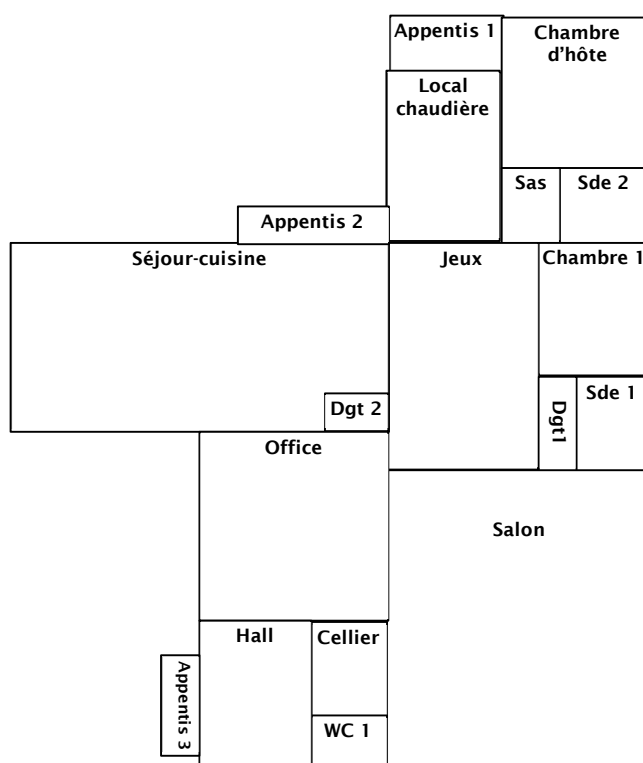 Appentis 1
Chambre
d'hôte
Local
chaudière
Sas
Sde 2
Appentis 2
Séjour-cuisine
Jeux
Chambre 1
Dgt 2
Dgt1
Sde 1
Office
Salon
Hall
Cellier
Appentis 3
WC 1